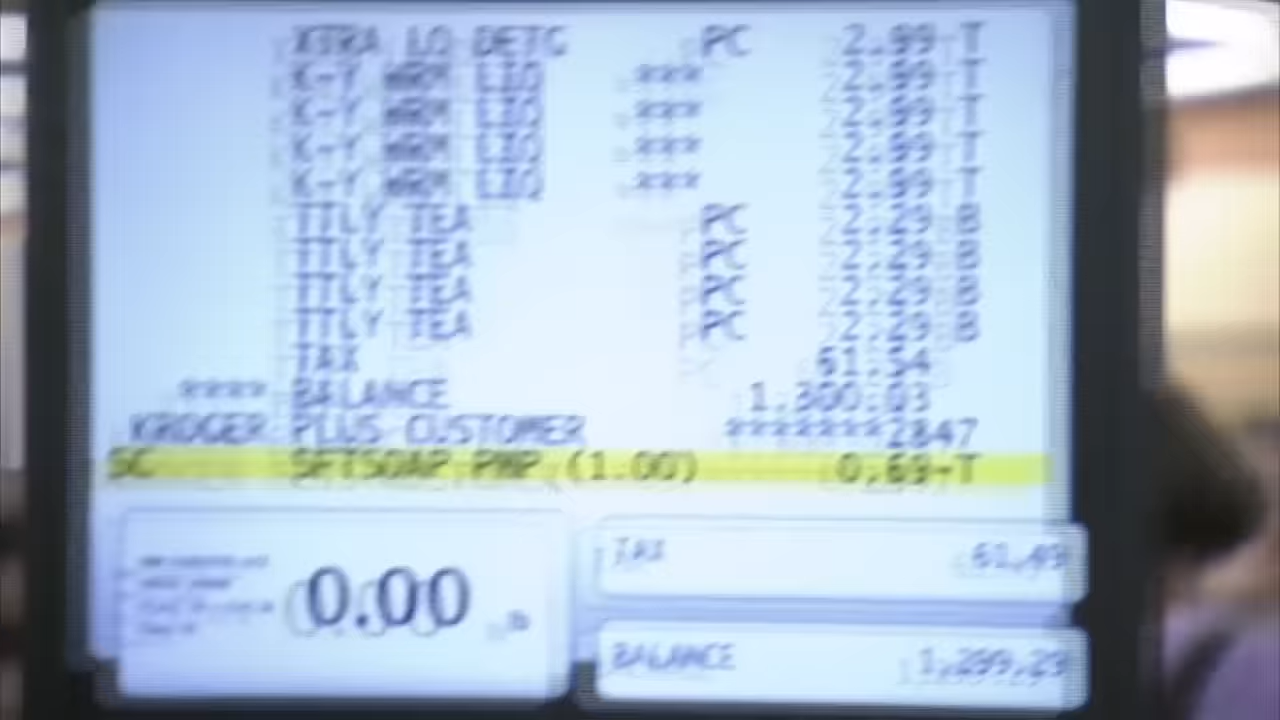 XTRA LO DETG PC 2.99 T
K-Y WRM LIQ *** 2.99 T
K-Y WRM LIQ *** 2.99 T
K-Y WRM LIQ *** 2.99 T
K-Y WRM LIQ *** 2.99 T
TTLY TEA PC 2.29 B
TTLY TEA PC 2.29 B
TTLY TEA PC 2.29 B
TTLY TEA PC 2.29 B
TAX 61.54
**** BALANCE 1,300.03
KROGER PLUS CUSTOMER *******2847
SC SFTSOAP PMP (1.00) 0.69-T
0.00 lb
TAX 61.49
BALANCE 1,299.29